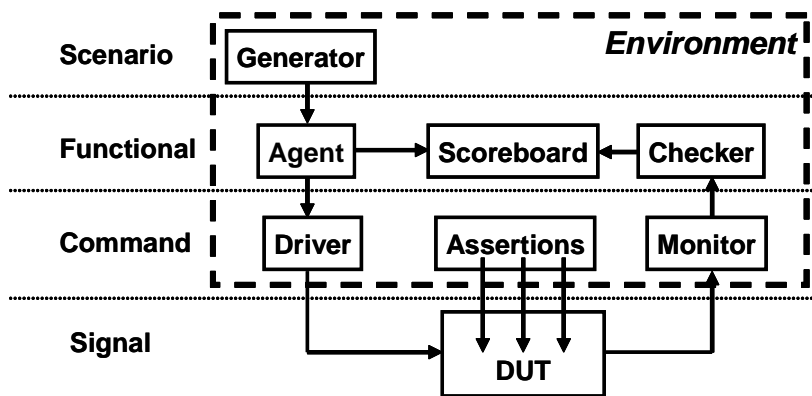 Environment
Scenario
Generator
Functional
Agent
Scoreboard
Checker
Command
Driver
Assertions
Monitor
Signal
DUT